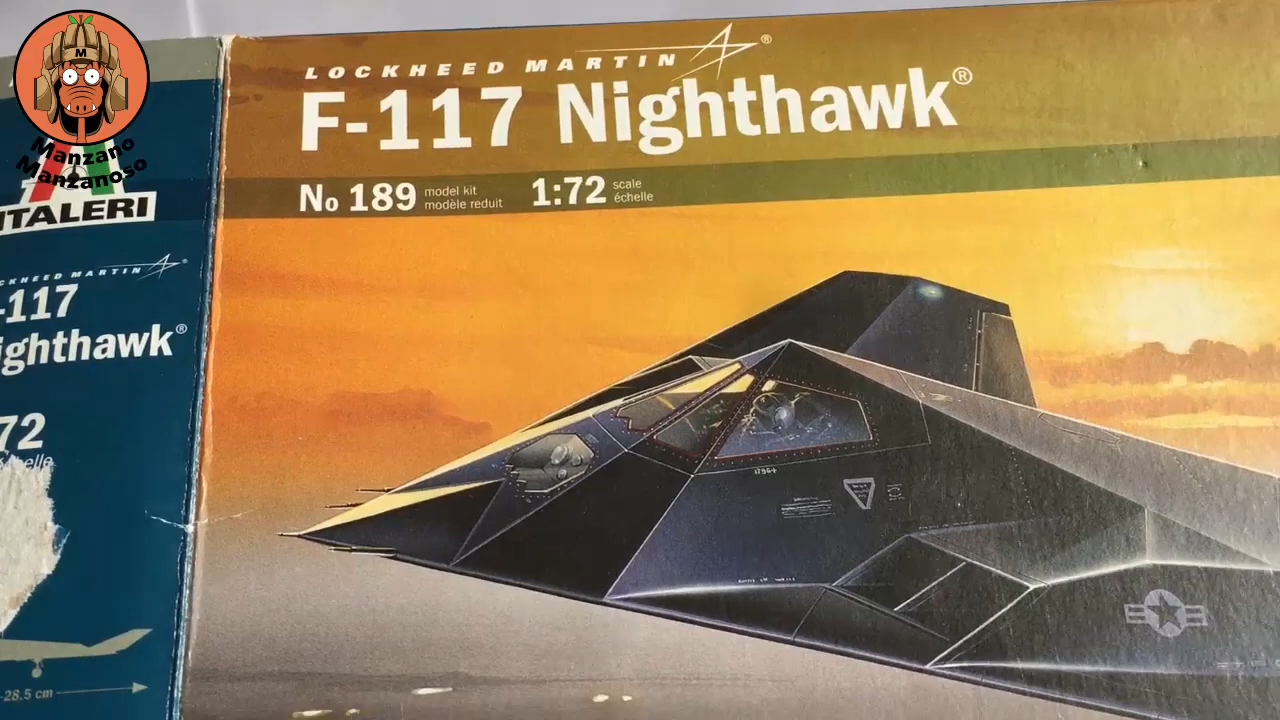 M
Manzano
Manzanoso
ITALERI
CKHEED MARTIN
-117
ighthawk®
72
28.5 cm
LOCKHEED MARTIN ®
F-117 Nighthawk®
No 189 model kit
modèle reduit
1:72 scale
échelle